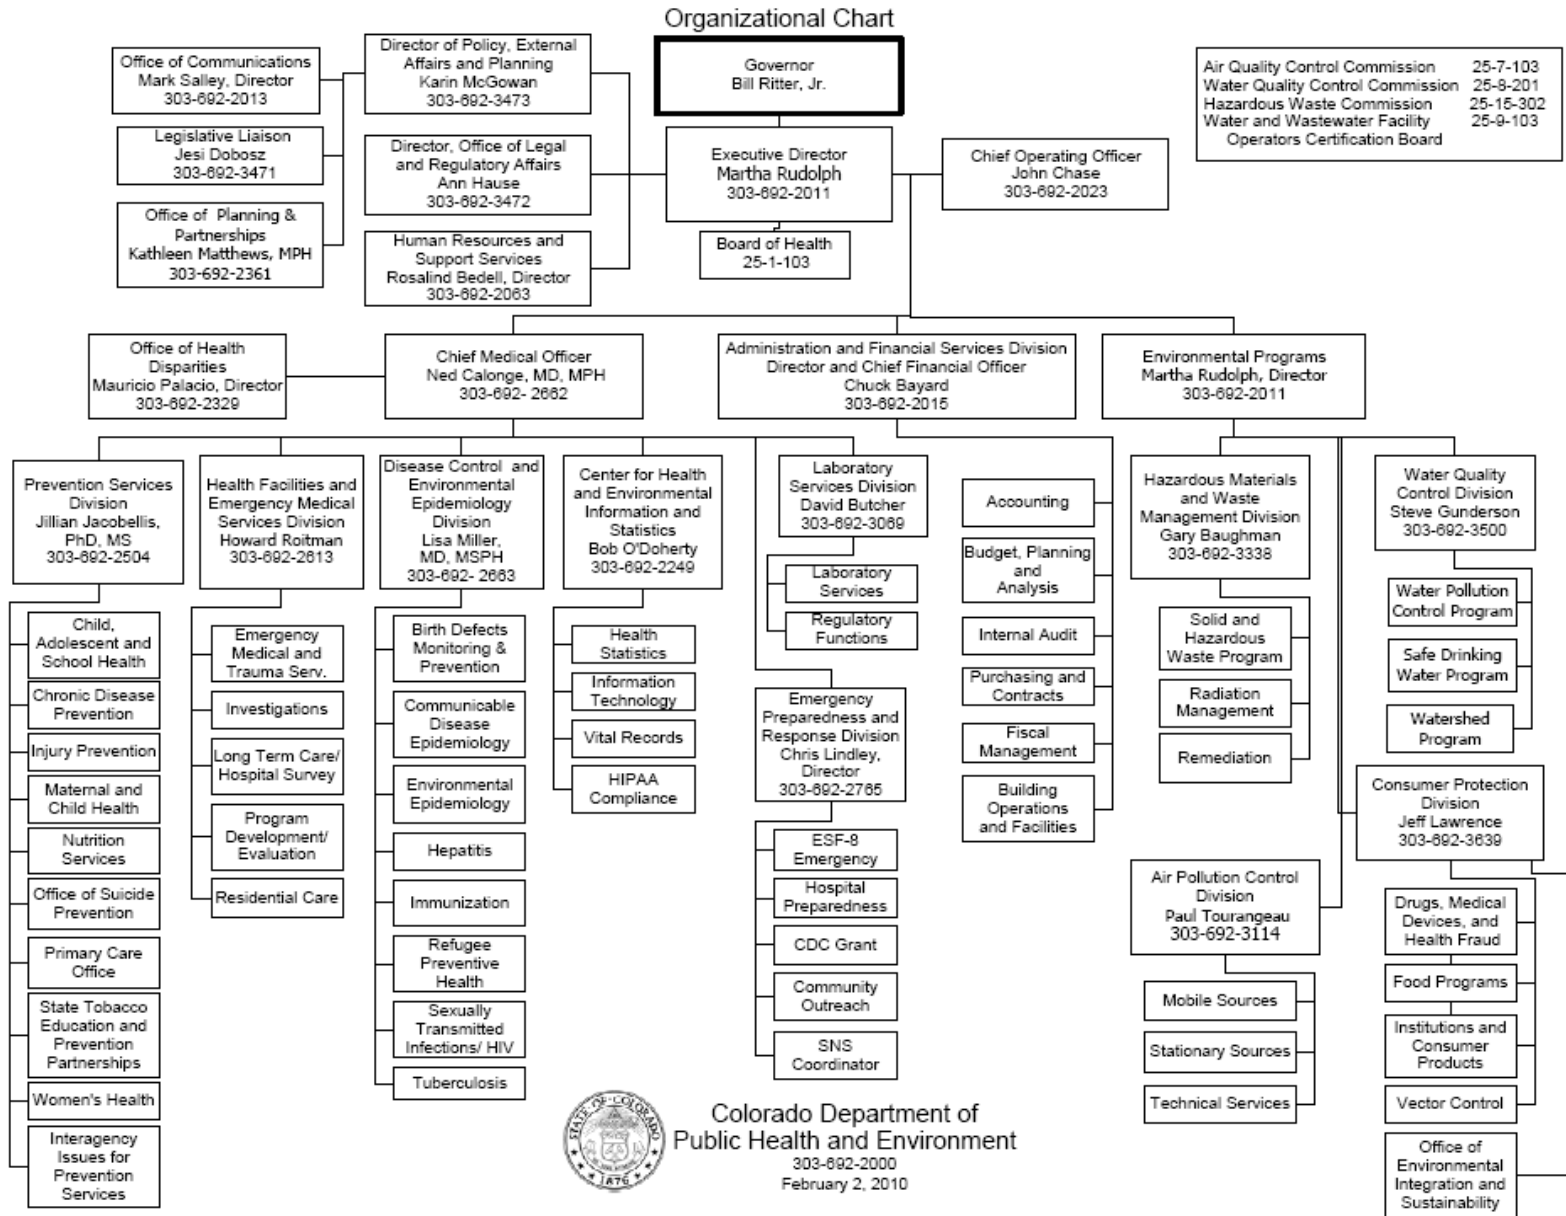 Organizational Chart
Office of Communications
Mark Salley, Director
303-692-2013
Legislative Liaison
Jesi Dobosz
303-692-3471
Office of Planning &
Partnerships
Kathleen Matthews, MPH
303-692-2361
Director of Policy, External
Affairs and Planning
Karin McGowan
303-692-3473
Director, Office of Legal
and Regulatory Affairs
Ann Hause
303-692-3472
Human Resources and
Support Services
Rosalind Bedell, Director
303-692-2063
Governor
Bill Ritter, Jr.
Executive Director
Martha Rudolph
303-692-2011
Board of Health
25-1-103
Chief Operating Officer
John Chase
303-692-2023
Air Quality Control Commission 25-7-103
Water Quality Control Commission 25-8-201
Hazardous Waste Commission 25-15-302
Water and Wastewater Facility 25-9-103
Operators Certification Board
Office of Health
Disparities
Mauricio Palacio, Director
303-692-2329
Chief Medical Officer
Ned Calonge, MD, MPH
303-692- 2662
Administration and Financial Services Division
Director and Chief Financial Officer
Chuck Bayard
303-692-2015
Environmental Programs
Martha Rudolph, Director
303-692-2011
Prevention Services
Division
Jillian Jacobellis,
PhD, MS
303-692-2504
Child,
Adolescent and
School Health
Chronic Disease
Prevention
Injury Prevention
Maternal and
Child Health
Nutrition
Services
Office of Suicide
Prevention
Primary Care
Office
State Tobacco
Education and
Prevention
Partnerships
Women's Health
Interagency
Issues for
Prevention
Services
Health Facilities and
Emergency Medical
Services Division
Howard Roitman
303-692-2613
Emergency
Medical and
Trauma Serv.
Investigations
Long Term Care/
Hospital Survey
Program
Development/
Evaluation
Residential Care
Disease Control and
Environmental
Epidemiology
Division
Lisa Miller,
MD, MSPH
303-692- 2663
Birth Defects
Monitoring &
Prevention
Communicable
Disease
Epidemiology
Environmental
Epidemiology
Hepatitis
Immunization
Refugee
Preventive
Health
Sexually
Transmitted
Infections/ HIV
Tuberculosis
Center for Health
and Environmental
Information and
Statistics
Bob O'Doherty
303-692-2249
Health
Statistics
Information
Technology
Vital Records
HIPAA
Compliance
Laboratory
Services Division
David Butcher
303-692-3069
Laboratory
Services
Regulatory
Functions
Emergency
Preparedness and
Response Division
Chris Lindley,
Director
303-692-2765
ESF-8
Emergency
Hospital
Preparedness
CDC Grant
Community
Outreach
SNS
Coordinator
Accounting
Budget, Planning
and
Analysis
Internal Audit
Purchasing and
Contracts
Fiscal
Management
Building
Operations
and Facilities
Hazardous Materials
and Waste
Management Division
Gary Baughman
303-692-3338
Solid and
Hazardous
Waste Program
Radiation
Management
Remediation
Air Pollution Control
Division
Paul Tourangeau
303-692-3114
Mobile Sources
Stationary Sources
Technical Services
Water Quality
Control Division
Steve Gunderson
303-692-3500
Water Pollution
Control Program
Safe Drinking
Water Program
Watershed
Program
Consumer Protection
Division
Jeff Lawrence
303-692-3639
Drugs, Medical
Devices, and
Health Fraud
Food Programs
Institutions and
Consumer
Products
Vector Control
Office of
Environmental
Integration and
Sustainability
STATE OF COLORADO
1876
Colorado Department of
Public Health and Environment
303-692-2000
February 2, 2010